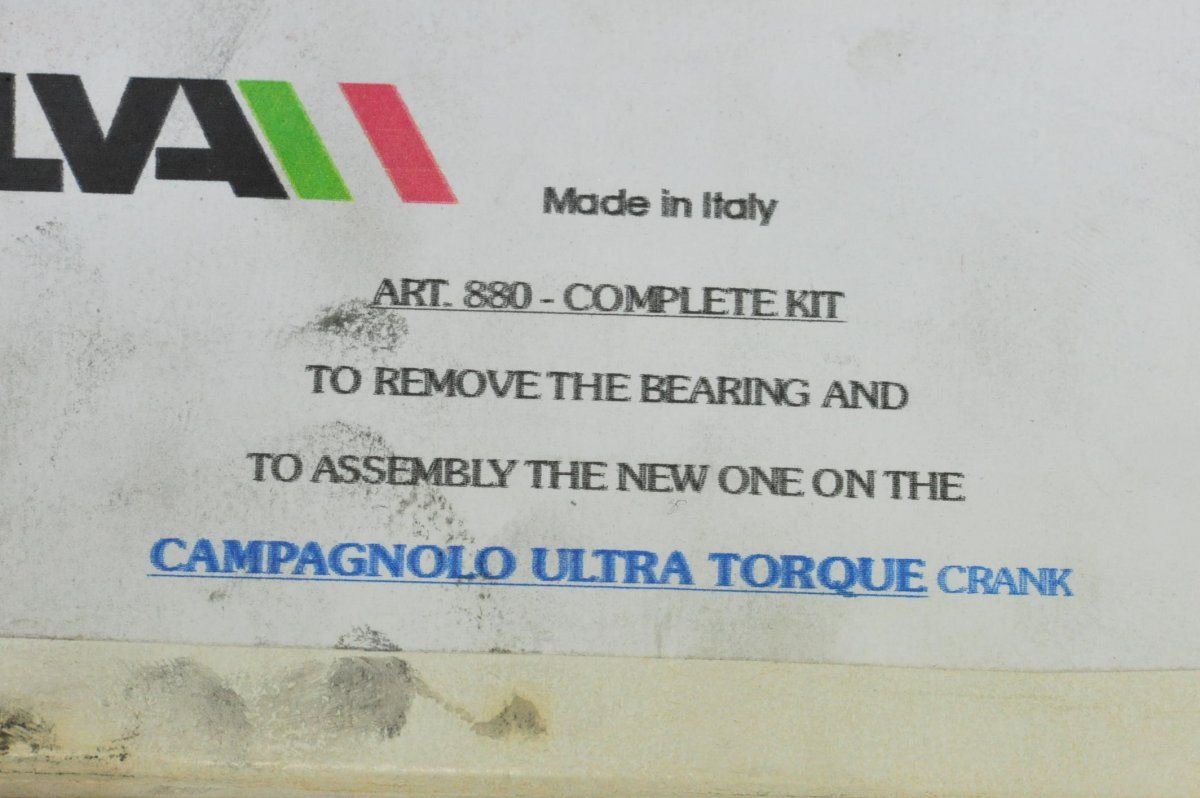 LVA
Made in Italy
ART. 880 - COMPLETE KIT
TO REMOVE THE BEARING AND
TO ASSEMBLY THE NEW ONE ON THE
CAMPAGNOLO ULTRA TORQUE CRANK